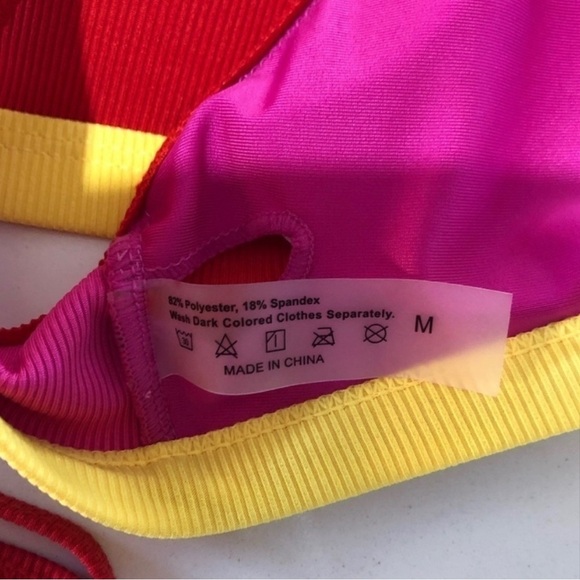 82% Polyester, 18% Spandex
Wash Dark Colored Clothes Separately.
M
MADE IN CHINA